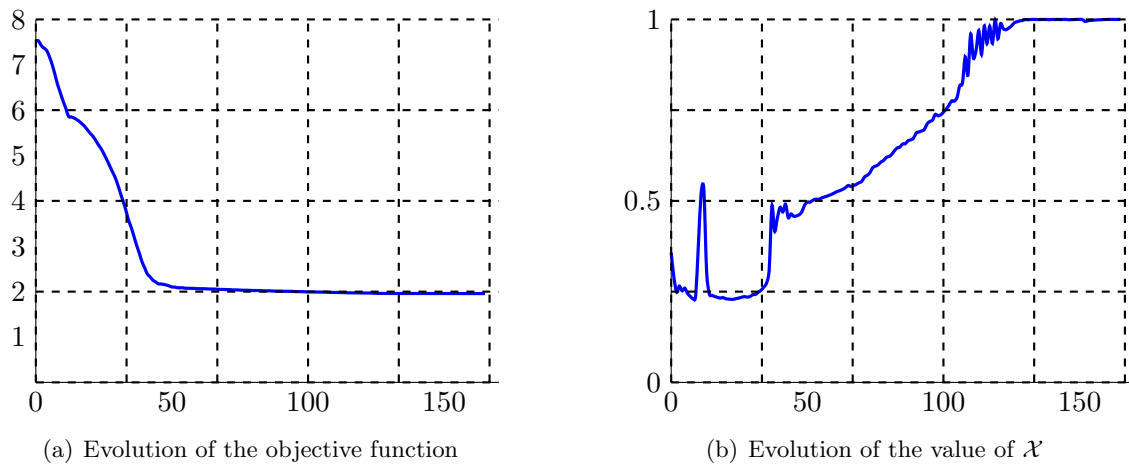 8
7
6
5
4
3
2
1
0 50 100 150
(a) Evolution of the objective function
1
0.5
0
0 50 100 150
(b) Evolution of the value of 𝒳